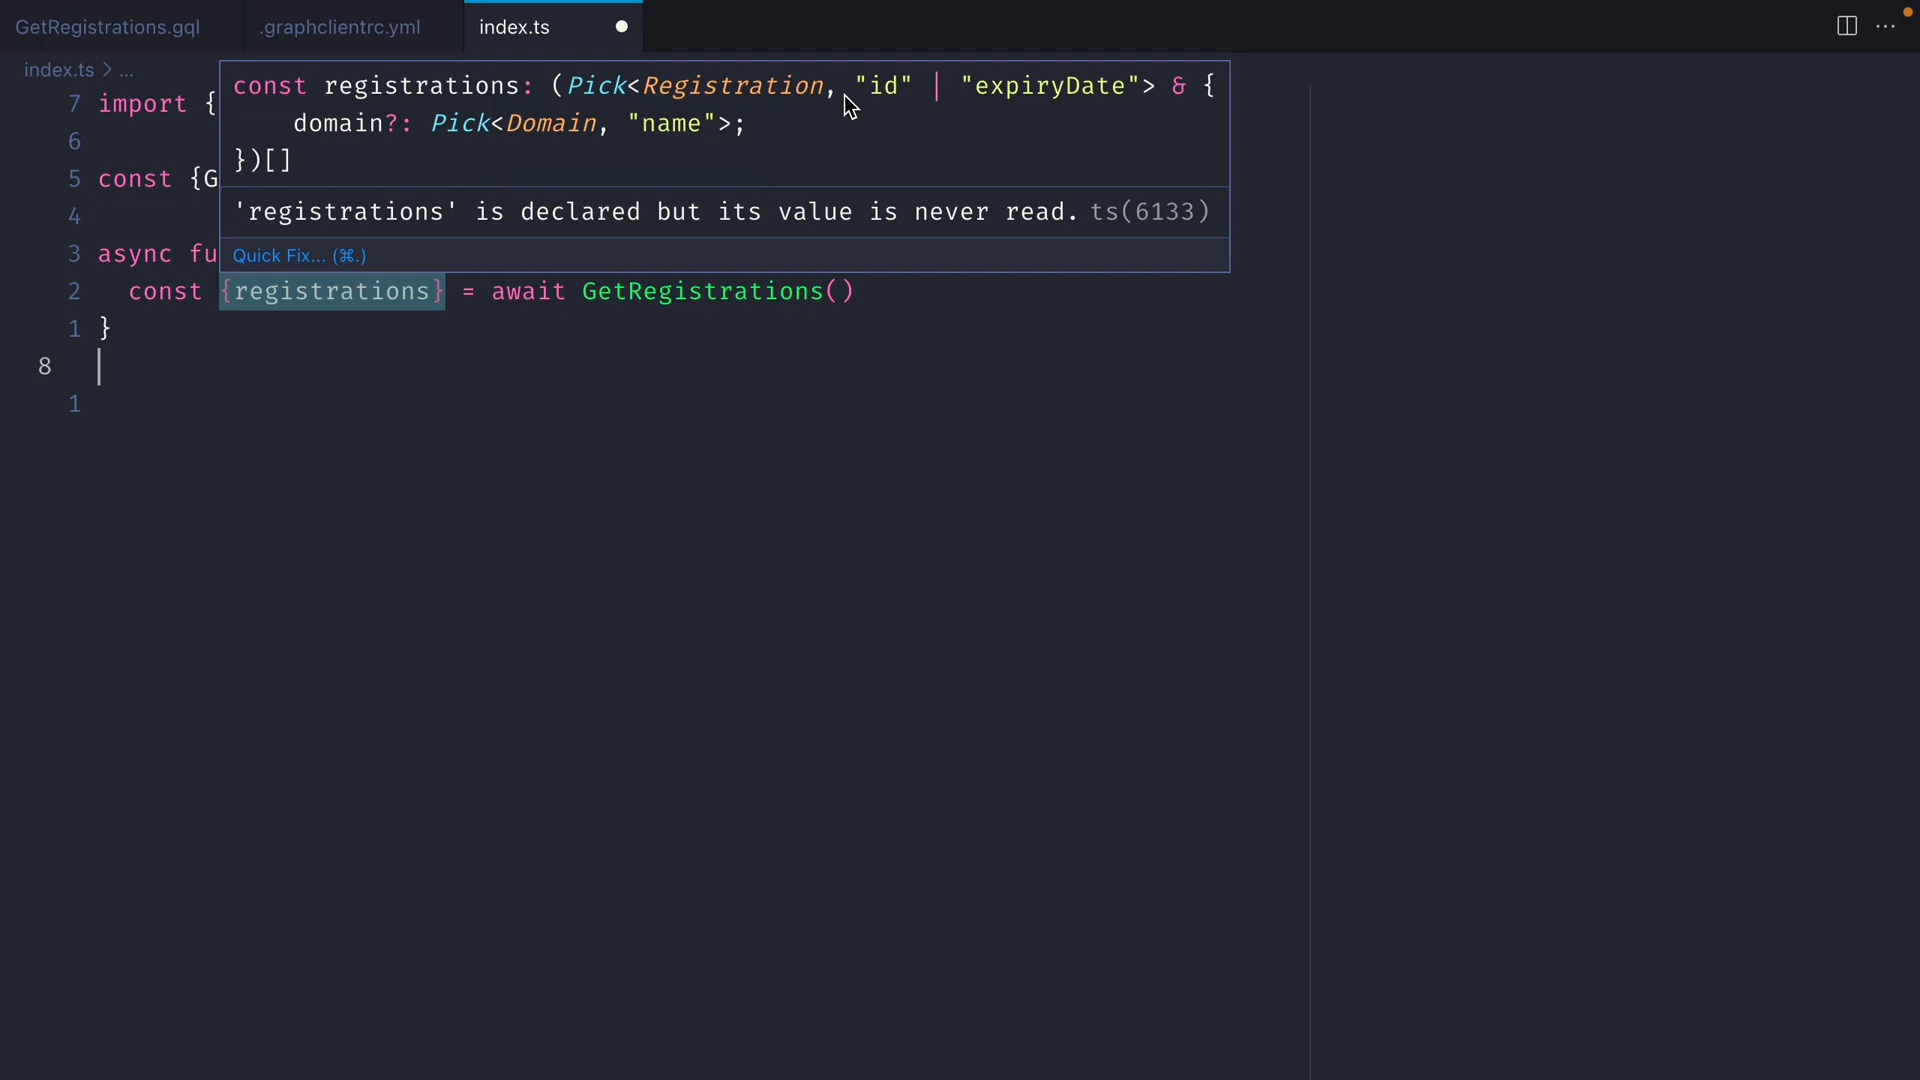 GetRegistrations.gql .graphclientrc.yml index.ts
index.ts > ...
const registrations: (Pick<Registration, "id" | "expiryDate"> & {
domain?: Pick<Domain, "name">;
})[]
'registrations' is declared but its value is never read. ts(6133)
Quick Fix... (⌘.)
7 import {
6
5 const {G
4
3 async fu
2 const {registrations} = await GetRegistrations()
1 }
8
1